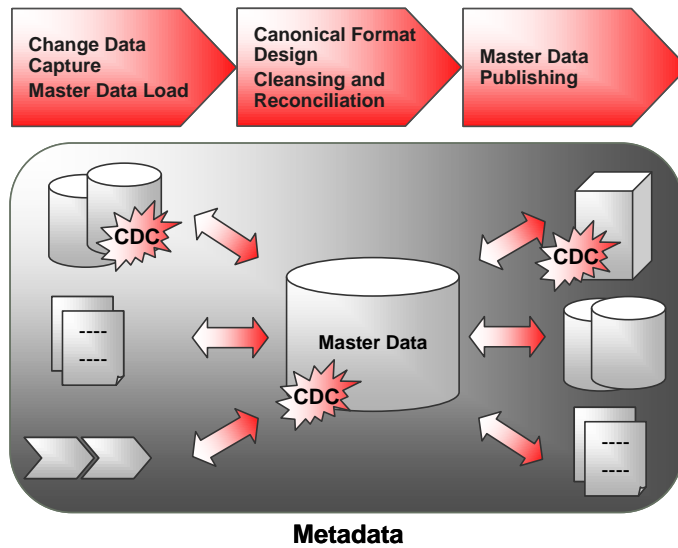 Change Data
Capture
Master Data Load
Canonical Format
Design
Cleansing and
Reconciliation
Master Data
Publishing
CDC
CDC
----
----
Master Data
CDC
----
----
Metadata